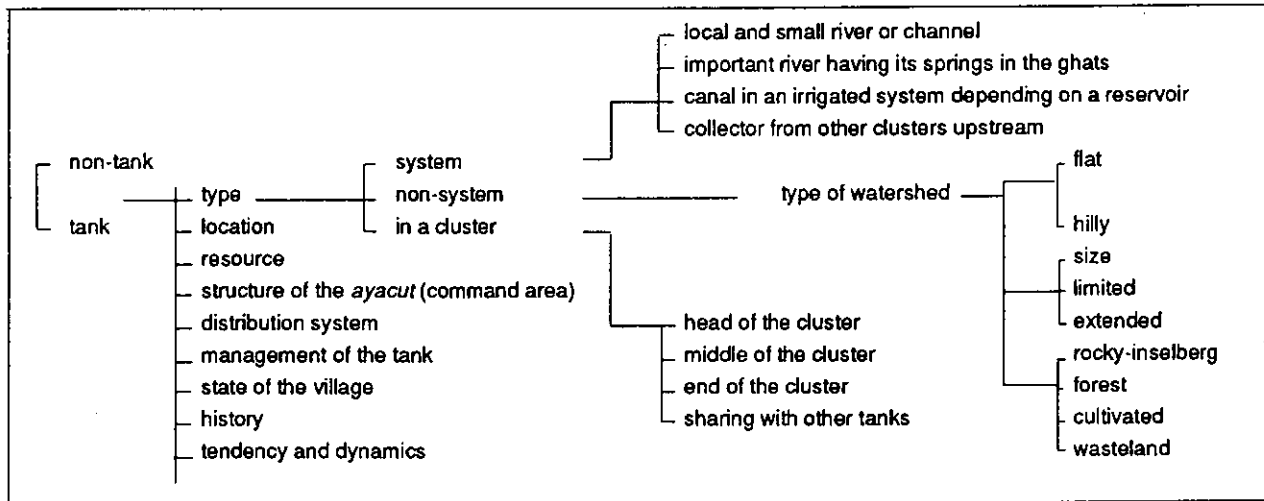 local and small river or channel
important river having its springs in the ghats
canal in an irrigated system depending on a reservoir
collector from other clusters upstream
non-tank
tank
type
location
resource
structure of the ayacut (command area)
distribution system
management of the tank
state of the village
history
tendency and dynamics
system
non-system
in a cluster
head of the cluster
middle of the cluster
end of the cluster
sharing with other tanks
type of watershed
flat
hilly
size
limited
extended
rocky-inselberg
forest
cultivated
wasteland